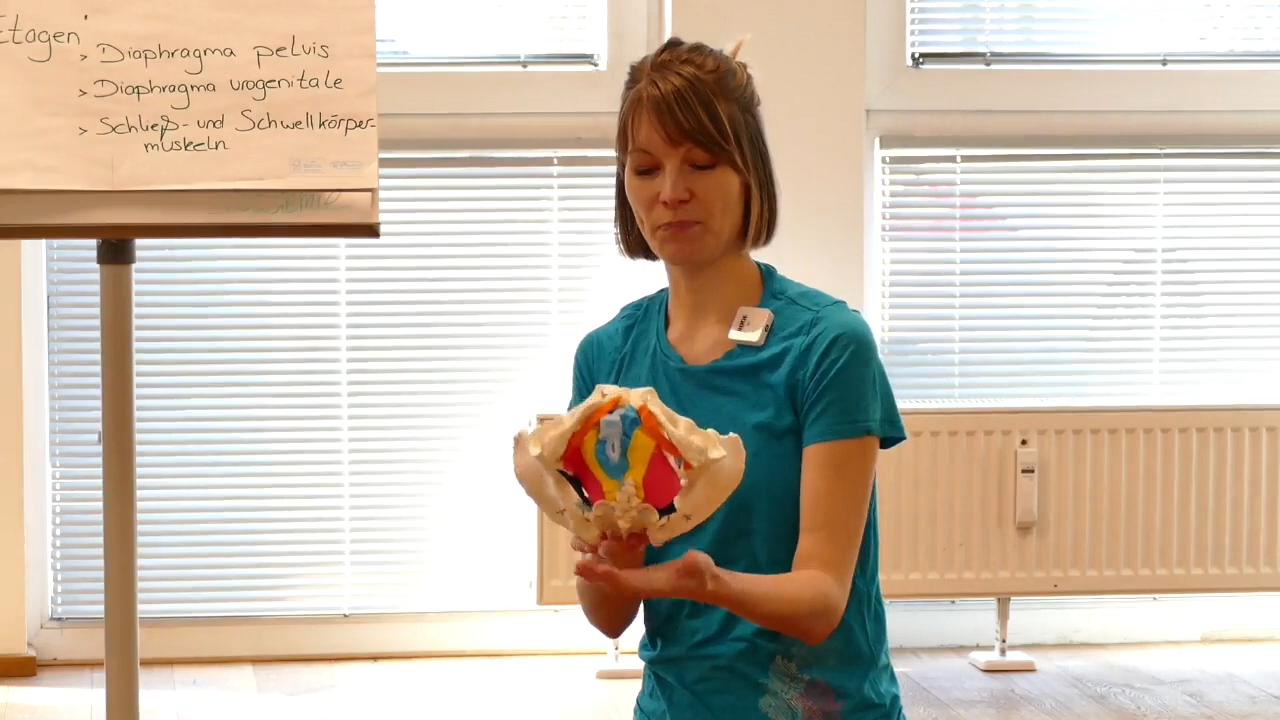 Etagen'
> Diaphragma pelvis
> Diaphragma urogenitale
> Schließ- und Schwellkörper-
muskeln